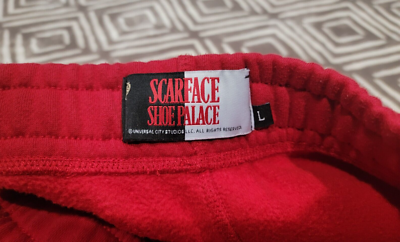 SCARFACE
SHOE PALACE
© UNIVERSAL CITY STUDIOS LLC. ALL RIGHTS RESERVED
L